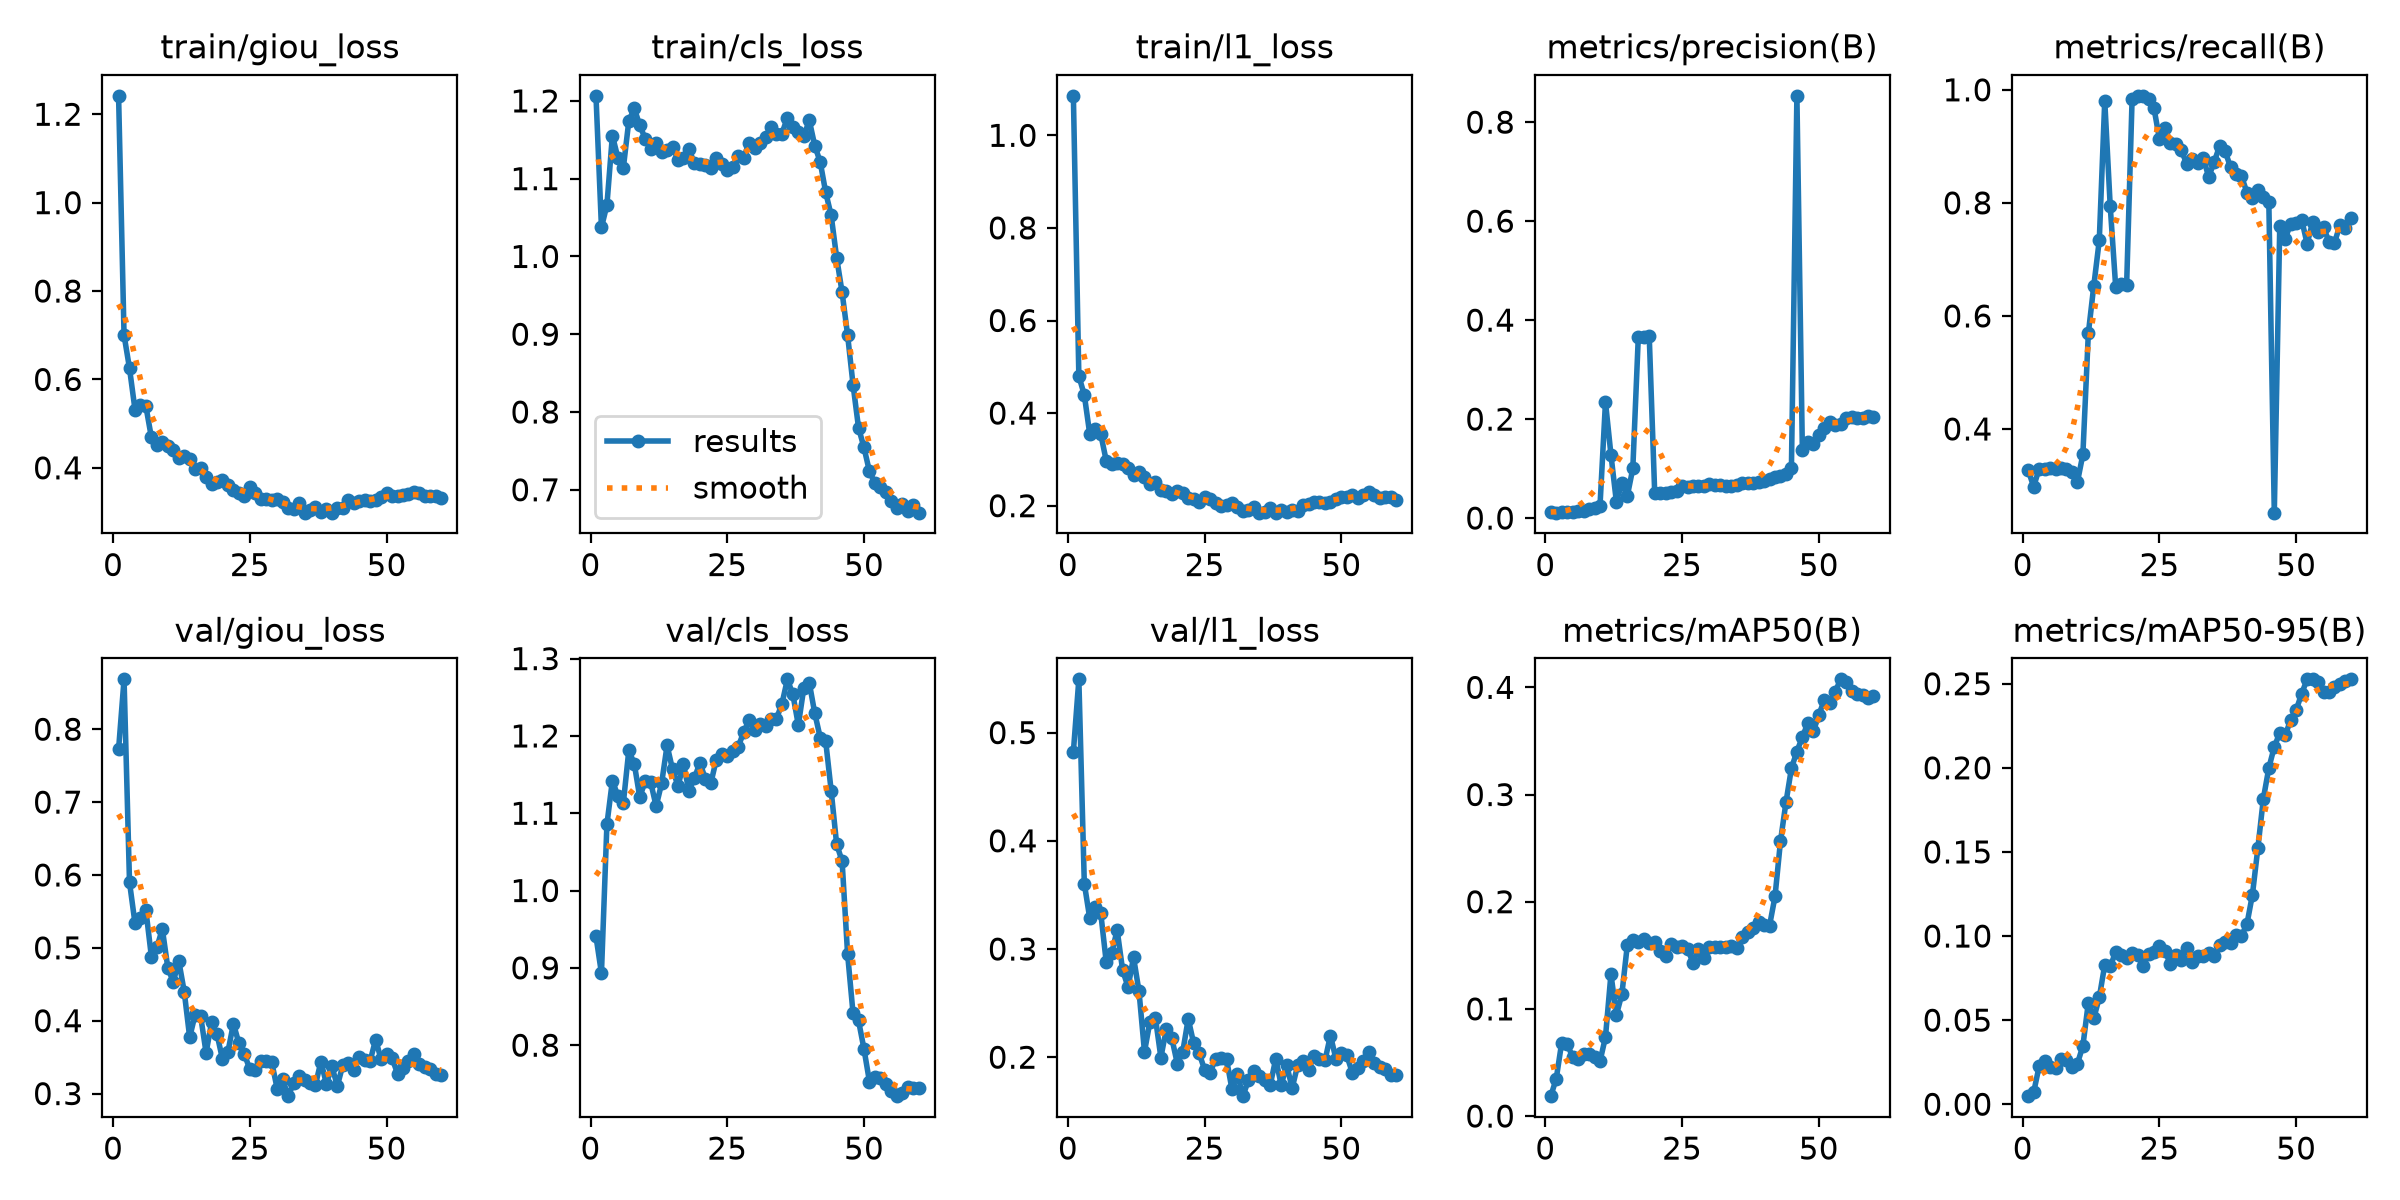 train/giou_loss
train/cls_loss
train/l1_loss
metrics/precision(B)
metrics/recall(B)
1.2
1.0
0.8
0.6
0.4
0 25 50
1.2
1.1
1.0
0.9
0.8
0.7
results
smooth
0 25 50
1.0
0.8
0.6
0.4
0.2
0 25 50
0.8
0.6
0.4
0.2
0.0
0 25 50
1.0
0.8
0.6
0.4
0 25 50
val/giou_loss
val/cls_loss
val/l1_loss
metrics/mAP50(B)
metrics/mAP50-95(B)
0.8
0.7
0.6
0.5
0.4
0.3
0 25 50
1.3
1.2
1.1
1.0
0.9
0.8
0 25 50
0.5
0.4
0.3
0.2
0 25 50
0.4
0.3
0.2
0.1
0.0
0 25 50
0.25
0.20
0.15
0.10
0.05
0.00
0 25 50